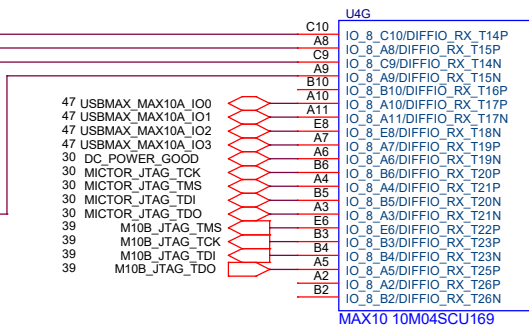 U4G
C10 IO_8_C10/DIFFIO_RX_T14P
A8 IO_8_A8/DIFFIO_RX_T15P
C9 IO_8_C9/DIFFIO_RX_T14N
A9 IO_8_A9/DIFFIO_RX_T15N
B10 IO_8_B10/DIFFIO_RX_T16P
47 USBMAX_MAX10A_IO0 A10 IO_8_A10/DIFFIO_RX_T17P
47 USBMAX_MAX10A_IO1 A11 IO_8_A11/DIFFIO_RX_T17N
47 USBMAX_MAX10A_IO2 E8 IO_8_E8/DIFFIO_RX_T18N
47 USBMAX_MAX10A_IO3 A7 IO_8_A7/DIFFIO_RX_T19P
30 DC_POWER_GOOD A6 IO_8_A6/DIFFIO_RX_T19N
30 MICTOR_JTAG_TCK B6 IO_8_B6/DIFFIO_RX_T20P
30 MICTOR_JTAG_TMS A4 IO_8_A4/DIFFIO_RX_T21P
30 MICTOR_JTAG_TDI B5 IO_8_B5/DIFFIO_RX_T20N
30 MICTOR_JTAG_TDO A3 IO_8_A3/DIFFIO_RX_T21N
39 M10B_JTAG_TMS E6 IO_8_E6/DIFFIO_RX_T22P
39 M10B_JTAG_TCK B3 IO_8_B3/DIFFIO_RX_T23P
39 M10B_JTAG_TDI B4 IO_8_B4/DIFFIO_RX_T23N
39 M10B_JTAG_TDO A5 IO_8_A5/DIFFIO_RX_T25P
A2 IO_8_A2/DIFFIO_RX_T26P
B2 IO_8_B2/DIFFIO_RX_T26N
MAX10 10M04SCU169